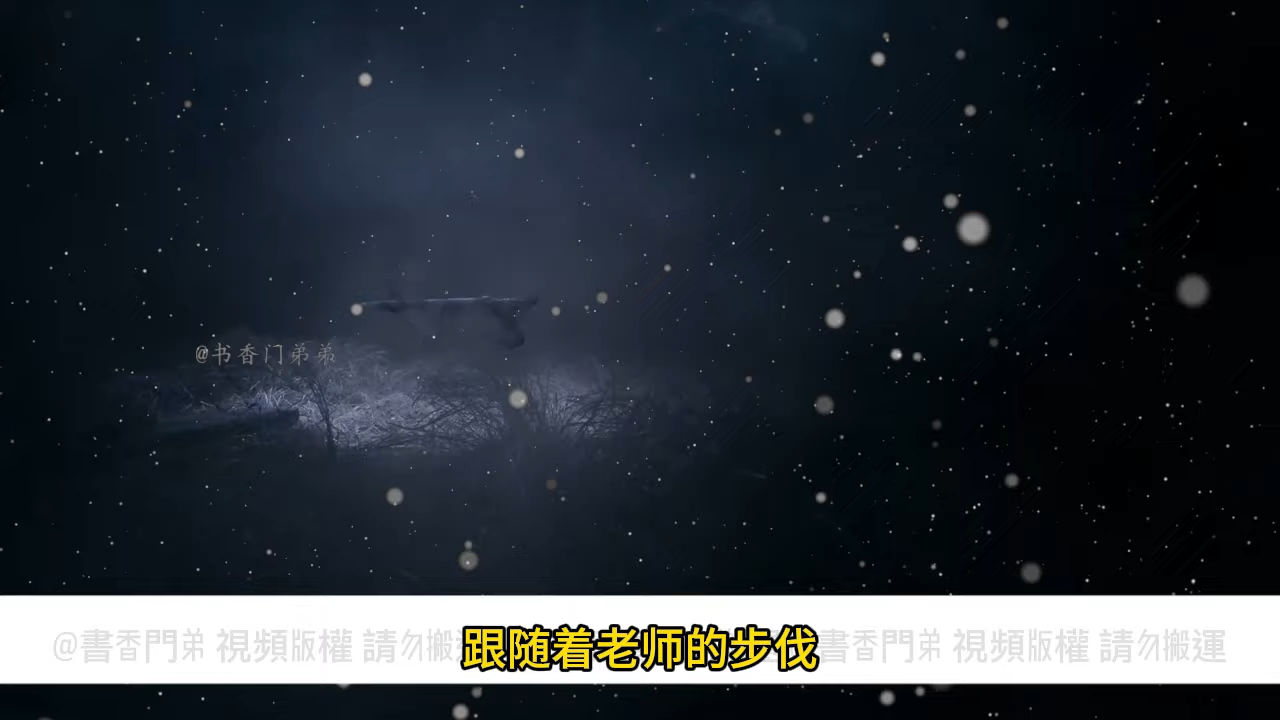 @书香门弟弟
@書香門弟 視頻版權 請勿搬
跟随着老师的步伐
書香門弟 視頻版權 請勿搬運